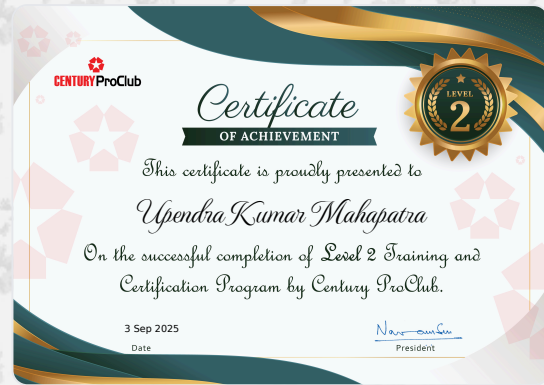 CENTURY ProClub
Certificate
OF ACHIEVEMENT
LEVEL
2
This certificate is proudly presented to
Upendra Kumar Mahapatra
On the successful completion of Level 2 Training and
Certification Program by Century ProClub.
3 Sep 2025
Date
President